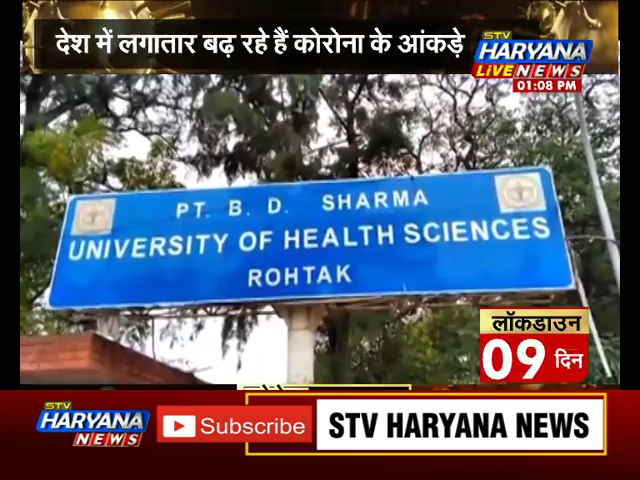 देश में लगातार बढ़ रहे हैं कोरोना के आंकड़े
STV
HARYANA
LIVE NEWS
01:08 PM
PT. B. D. SHARMA
UNIVERSITY OF HEALTH SCIENCES
ROHTAK
लॉकडाउन
09 दिन
STV
HARYANA
NEWS
Subscribe
STV HARYANA NEWS